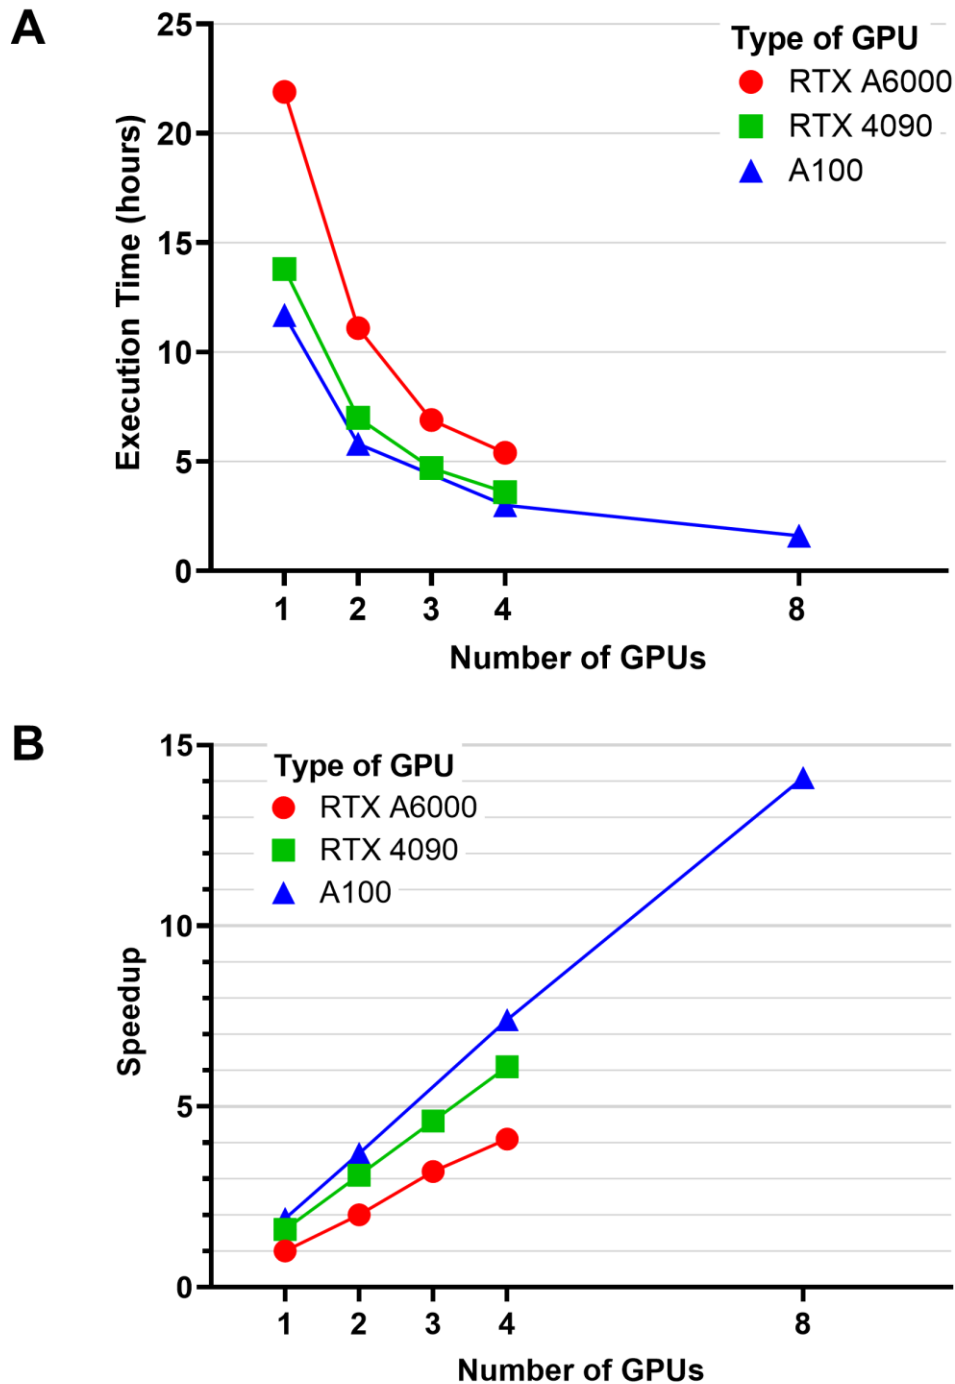 A
Type of GPU
RTX A6000
RTX 4090
A100
Execution Time (hours)
25
20
15
10
5
0
1 2 3 4 8
Number of GPUs
B
Type of GPU
RTX A6000
RTX 4090
A100
Speedup
15
10
5
0
1 2 3 4 8
Number of GPUs